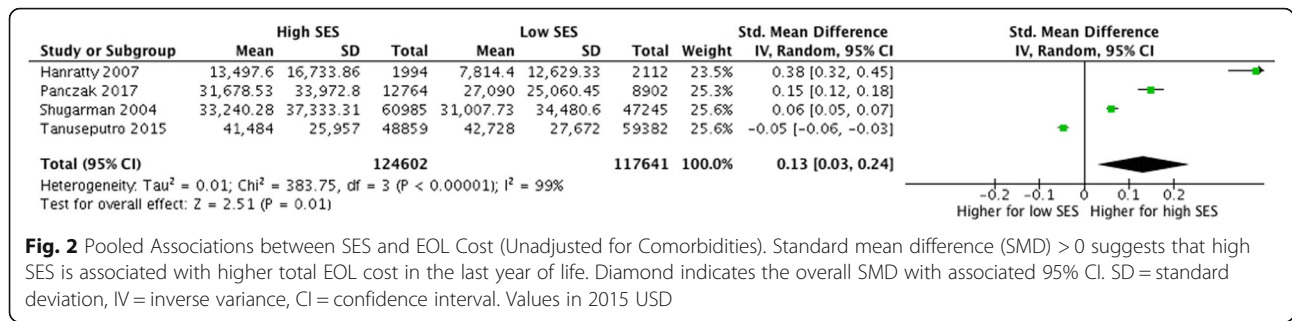 High SES Low SES Std. Mean Difference Std. Mean Difference
Study or Subgroup Mean SD Total Mean SD Total Weight IV, Random, 95% CI IV, Random, 95% CI
Hanratty 2007 13,497.6 16,733.86 1994 7,814.4 12,629.33 2112 23.5% 0.38 [0.32, 0.45]
Panczak 2017 31,678.53 33,972.8 12764 27,090 25,060.45 8902 25.3% 0.15 [0.12, 0.18]
Shugarman 2004 33,240.28 37,333.31 60985 31,007.73 34,480.6 47245 25.6% 0.06 [0.05, 0.07]
Tanuseputro 2015 41,484 25,957 48859 42,728 27,672 59382 25.6% -0.05 [-0.06, -0.03]
Total (95% CI) 124602 117641 100.0% 0.13 [0.03, 0.24]
Heterogeneity: Tau² = 0.01; Chi² = 383.75, df = 3 (P < 0.00001); I² = 99%
Test for overall effect: Z = 2.51 (P = 0.01)
-0.2 -0.1 0 0.1 0.2
Higher for low SES Higher for high SES
Fig. 2 Pooled Associations between SES and EOL Cost (Unadjusted for Comorbidities). Standard mean difference (SMD) > 0 suggests that high
SES is associated with higher total EOL cost in the last year of life. Diamond indicates the overall SMD with associated 95% CI. SD = standard
deviation, IV = inverse variance, CI = confidence interval. Values in 2015 USD